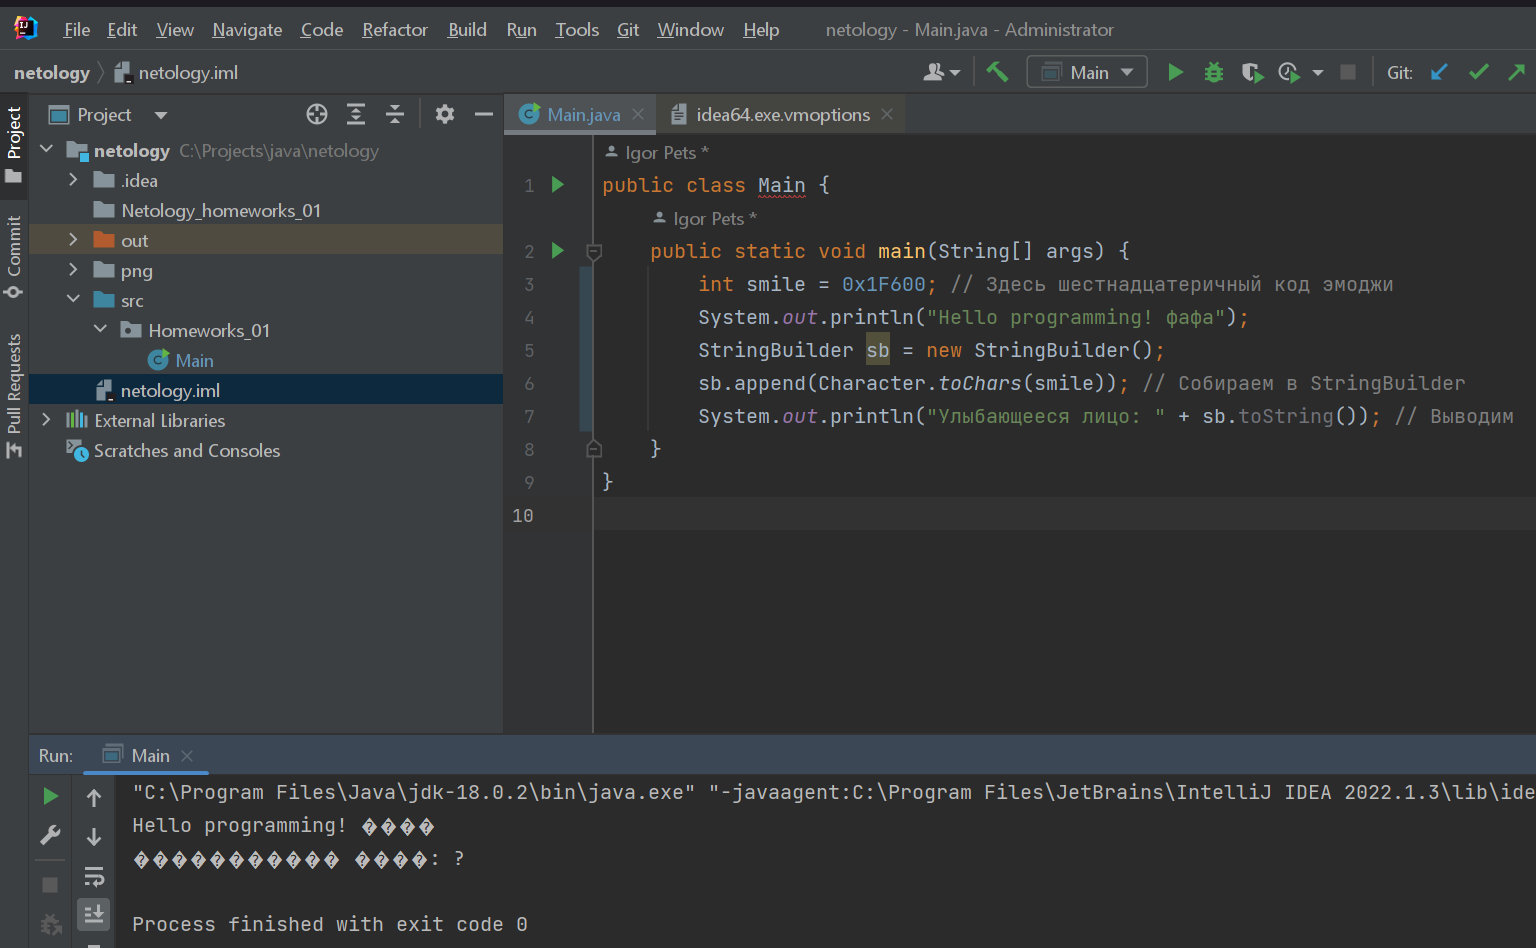 File Edit View Navigate Code Refactor Build Run Tools Git Window Help netology - Main.java - Administrator
netology netology.iml Main Git:
Project
Commit
Pull Requests
Project
netology C:\Projects\java\netology
.idea
Netology_homeworks_01
out
png
src
Homeworks_01
Main
netology.iml
External Libraries
Scratches and Consoles
Main.java idea64.exe.vmoptions
Igor Pets *
1 public class Main {
Igor Pets *
2 public static void main(String[] args) {
3 int smile = 0x1F600; // Здесь шестнадцатеричный код эмоджи
4 System.out.println("Hello programming! фафа");
5 StringBuilder sb = new StringBuilder();
6 sb.append(Character.toChars(smile)); // Собираем в StringBuilder
7 System.out.println("Улыбающееся лицо: " + sb.toString()); // Выводим
8 }
9 }
10
Run: Main
"C:\Program Files\Java\jdk-18.0.2\bin\java.exe" "-javaagent:C:\Program Files\JetBrains\IntelliJ IDEA 2022.1.3\lib\ide
Hello programming! ����
����������� ����: ?
Process finished with exit code 0